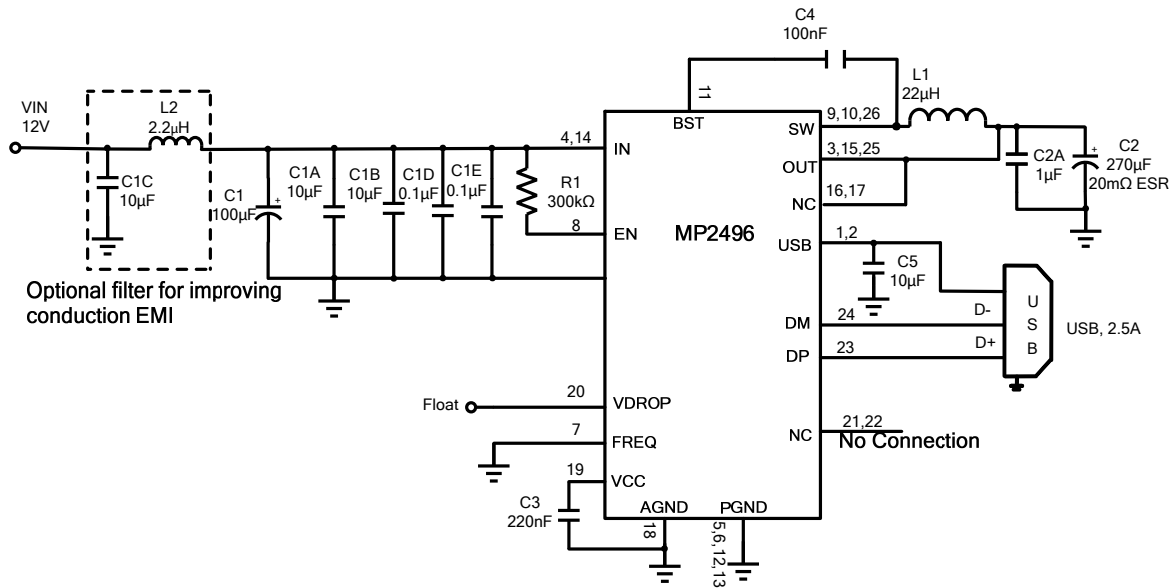 C4
100nF
L1
22µH
VIN
12V
L2
2.2µH
11
BST
9,10,26
SW
4,14
IN
3,15,25
OUT
C2A
1µF
C2
270µF
20mΩ ESR
+
C1C
10µF
C1
100µF
+
C1A
10µF
C1B
10µF
C1D
0.1µF
C1E
0.1µF
R1
300kΩ
16,17
NC
8
EN
MP2496
1,2
USB
C5
10µF
Optional filter for improving
conduction EMI
D-
24
DM
U
S
B
USB, 2.5A
D+
23
DP
Float
20
VDROP
21,22
NC
No Connection
7
FREQ
19
VCC
C3
220nF
AGND
18
PGND
5,6,12,13